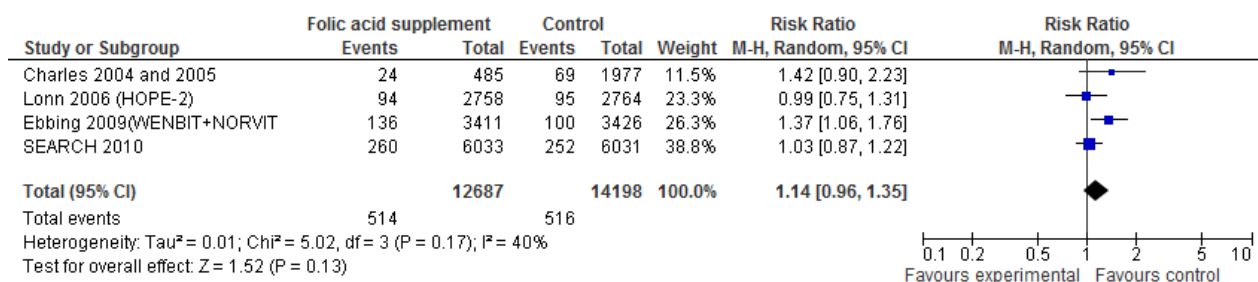 Folic acid supplement Control Risk Ratio Risk Ratio
Study or Subgroup Events Total Events Total Weight M-H, Random, 95% CI M-H, Random, 95% CI
Charles 2004 and 2005 24 485 69 1977 11.5% 1.42 [0.90, 2.23]
Lonn 2006 (HOPE-2) 94 2758 95 2764 23.3% 0.99 [0.75, 1.31]
Ebbing 2009(WENBIT+NORVIT 136 3411 100 3426 26.3% 1.37 [1.06, 1.76]
SEARCH 2010 260 6033 252 6031 38.8% 1.03 [0.87, 1.22]
Total (95% CI) 12687 14198 100.0% 1.14 [0.96, 1.35]
Total events 514 516
Heterogeneity: Tau² = 0.01; Chi² = 5.02, df = 3 (P = 0.17); I² = 40%
Test for overall effect: Z = 1.52 (P = 0.13)
0.1 0.2 0.5 1 2 5 10
Favours experimental Favours control